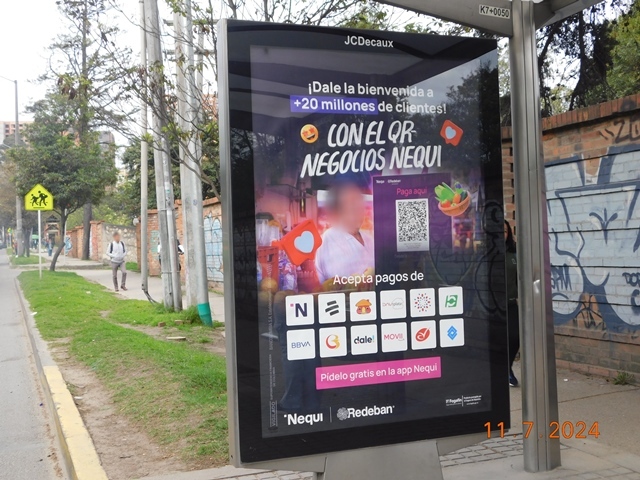 K7+0050
JCDecaux
¡Dale la bienvenida a
+20 millones de clientes!
CON EL QR
NEGOCIOS NEQUI
Paga aquí
Acepta pagos de
N
BBVA
dale!
MOVII
Pídelo gratis en la app Nequi
Nequi Redeban
11 7 2024